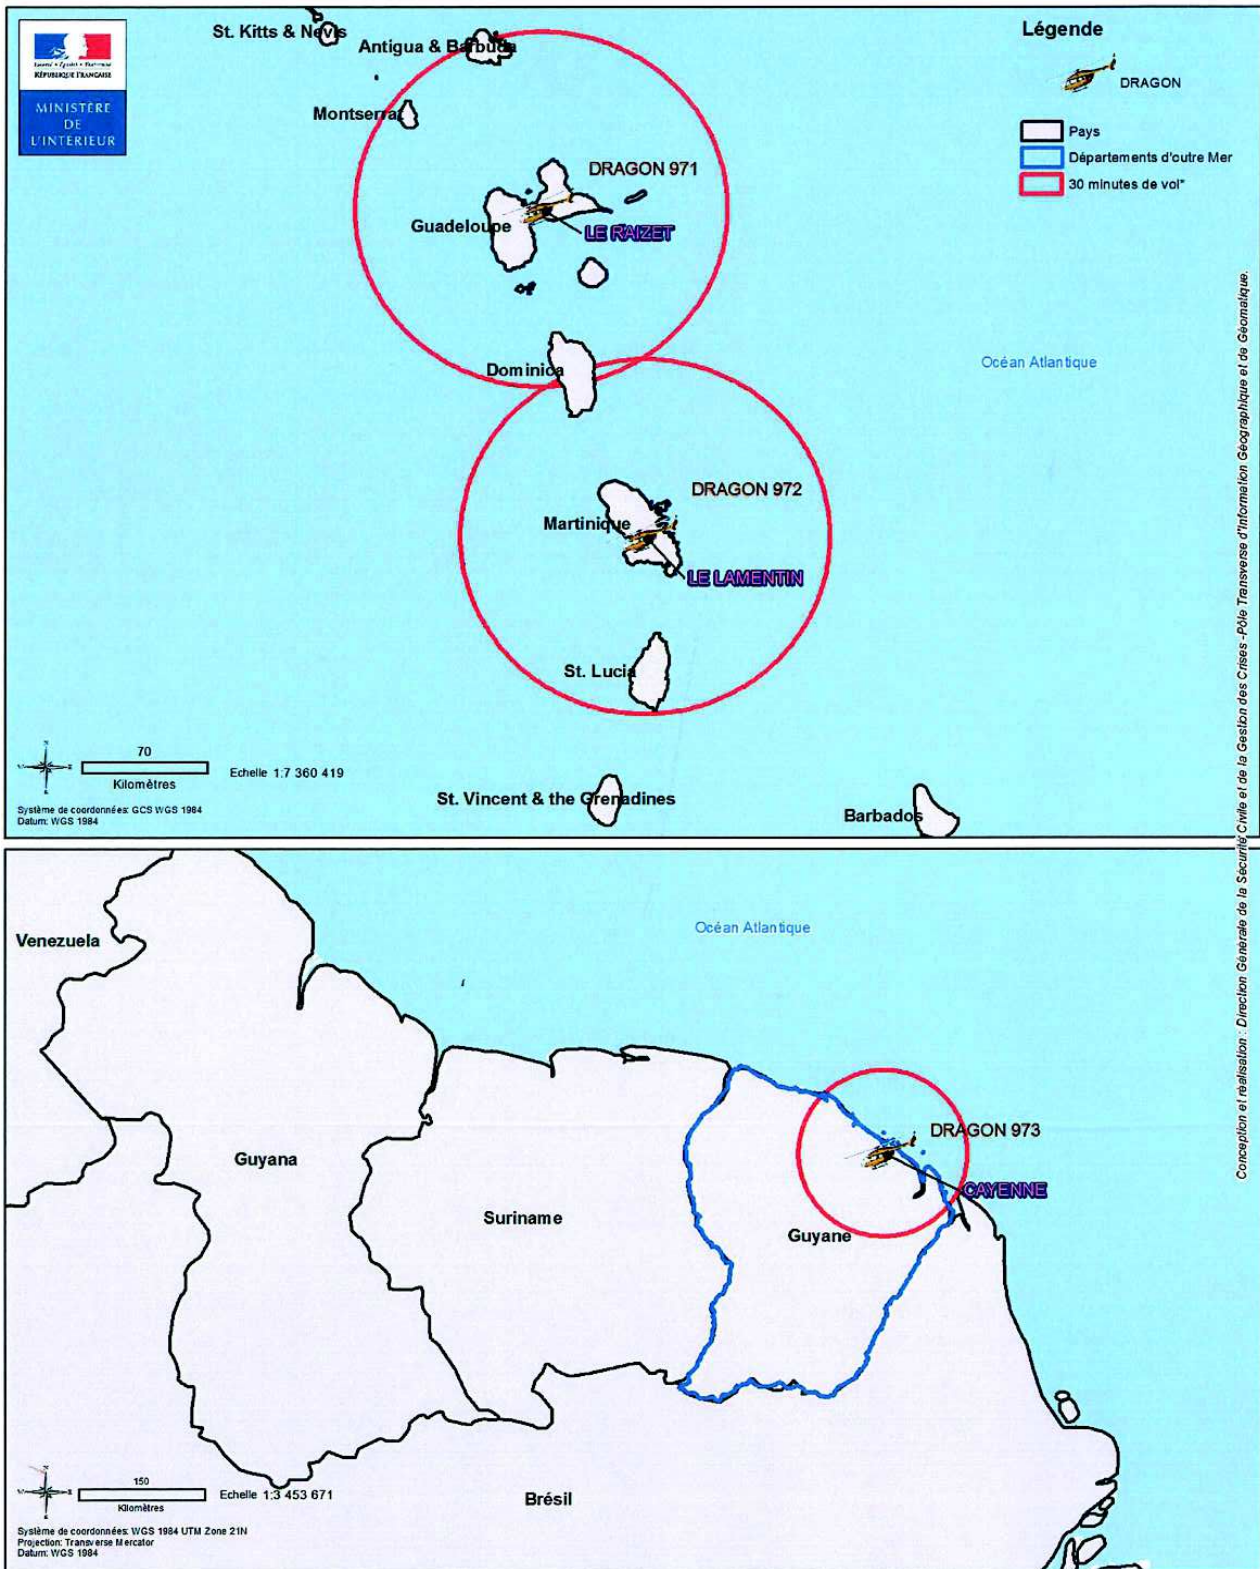 Liberté • Égalité • Fraternité
RÉPUBLIQUE FRANÇAISE
MINISTÈRE
DE
L'INTÉRIEUR
St. Kitts & Nevis
Antigua & Barbuda
Montserrat
DRAGON 971
Guadeloupe
LE RAIZET
Dominica
Océan Atlantique
DRAGON 972
Martinique
LE LAMENTIN
St. Lucia
St. Vincent & the Grenadines
Barbados
Légende
DRAGON
Pays
Départements d'outre Mer
30 minutes de vol*
70
Kilomètres
Echelle 1:7 360 419
Système de coordonnées: GCS WGS 1984
Datum: WGS 1984
Venezuela
Océan Atlantique
Guyana
Suriname
DRAGON 973
CAYENNE
Guyane
Brésil
150
Kilomètres
Echelle 1:3 453 671
Système de coordonnées: WGS 1984 UTM Zone 21N
Projection: Transverse Mercator
Datum: WGS 1984
Conception et réalisation : Direction Générale de la Sécurité Civile et de la Gestion des Crises -Pôle Transverse d'Information Géographique et de Géomatique.